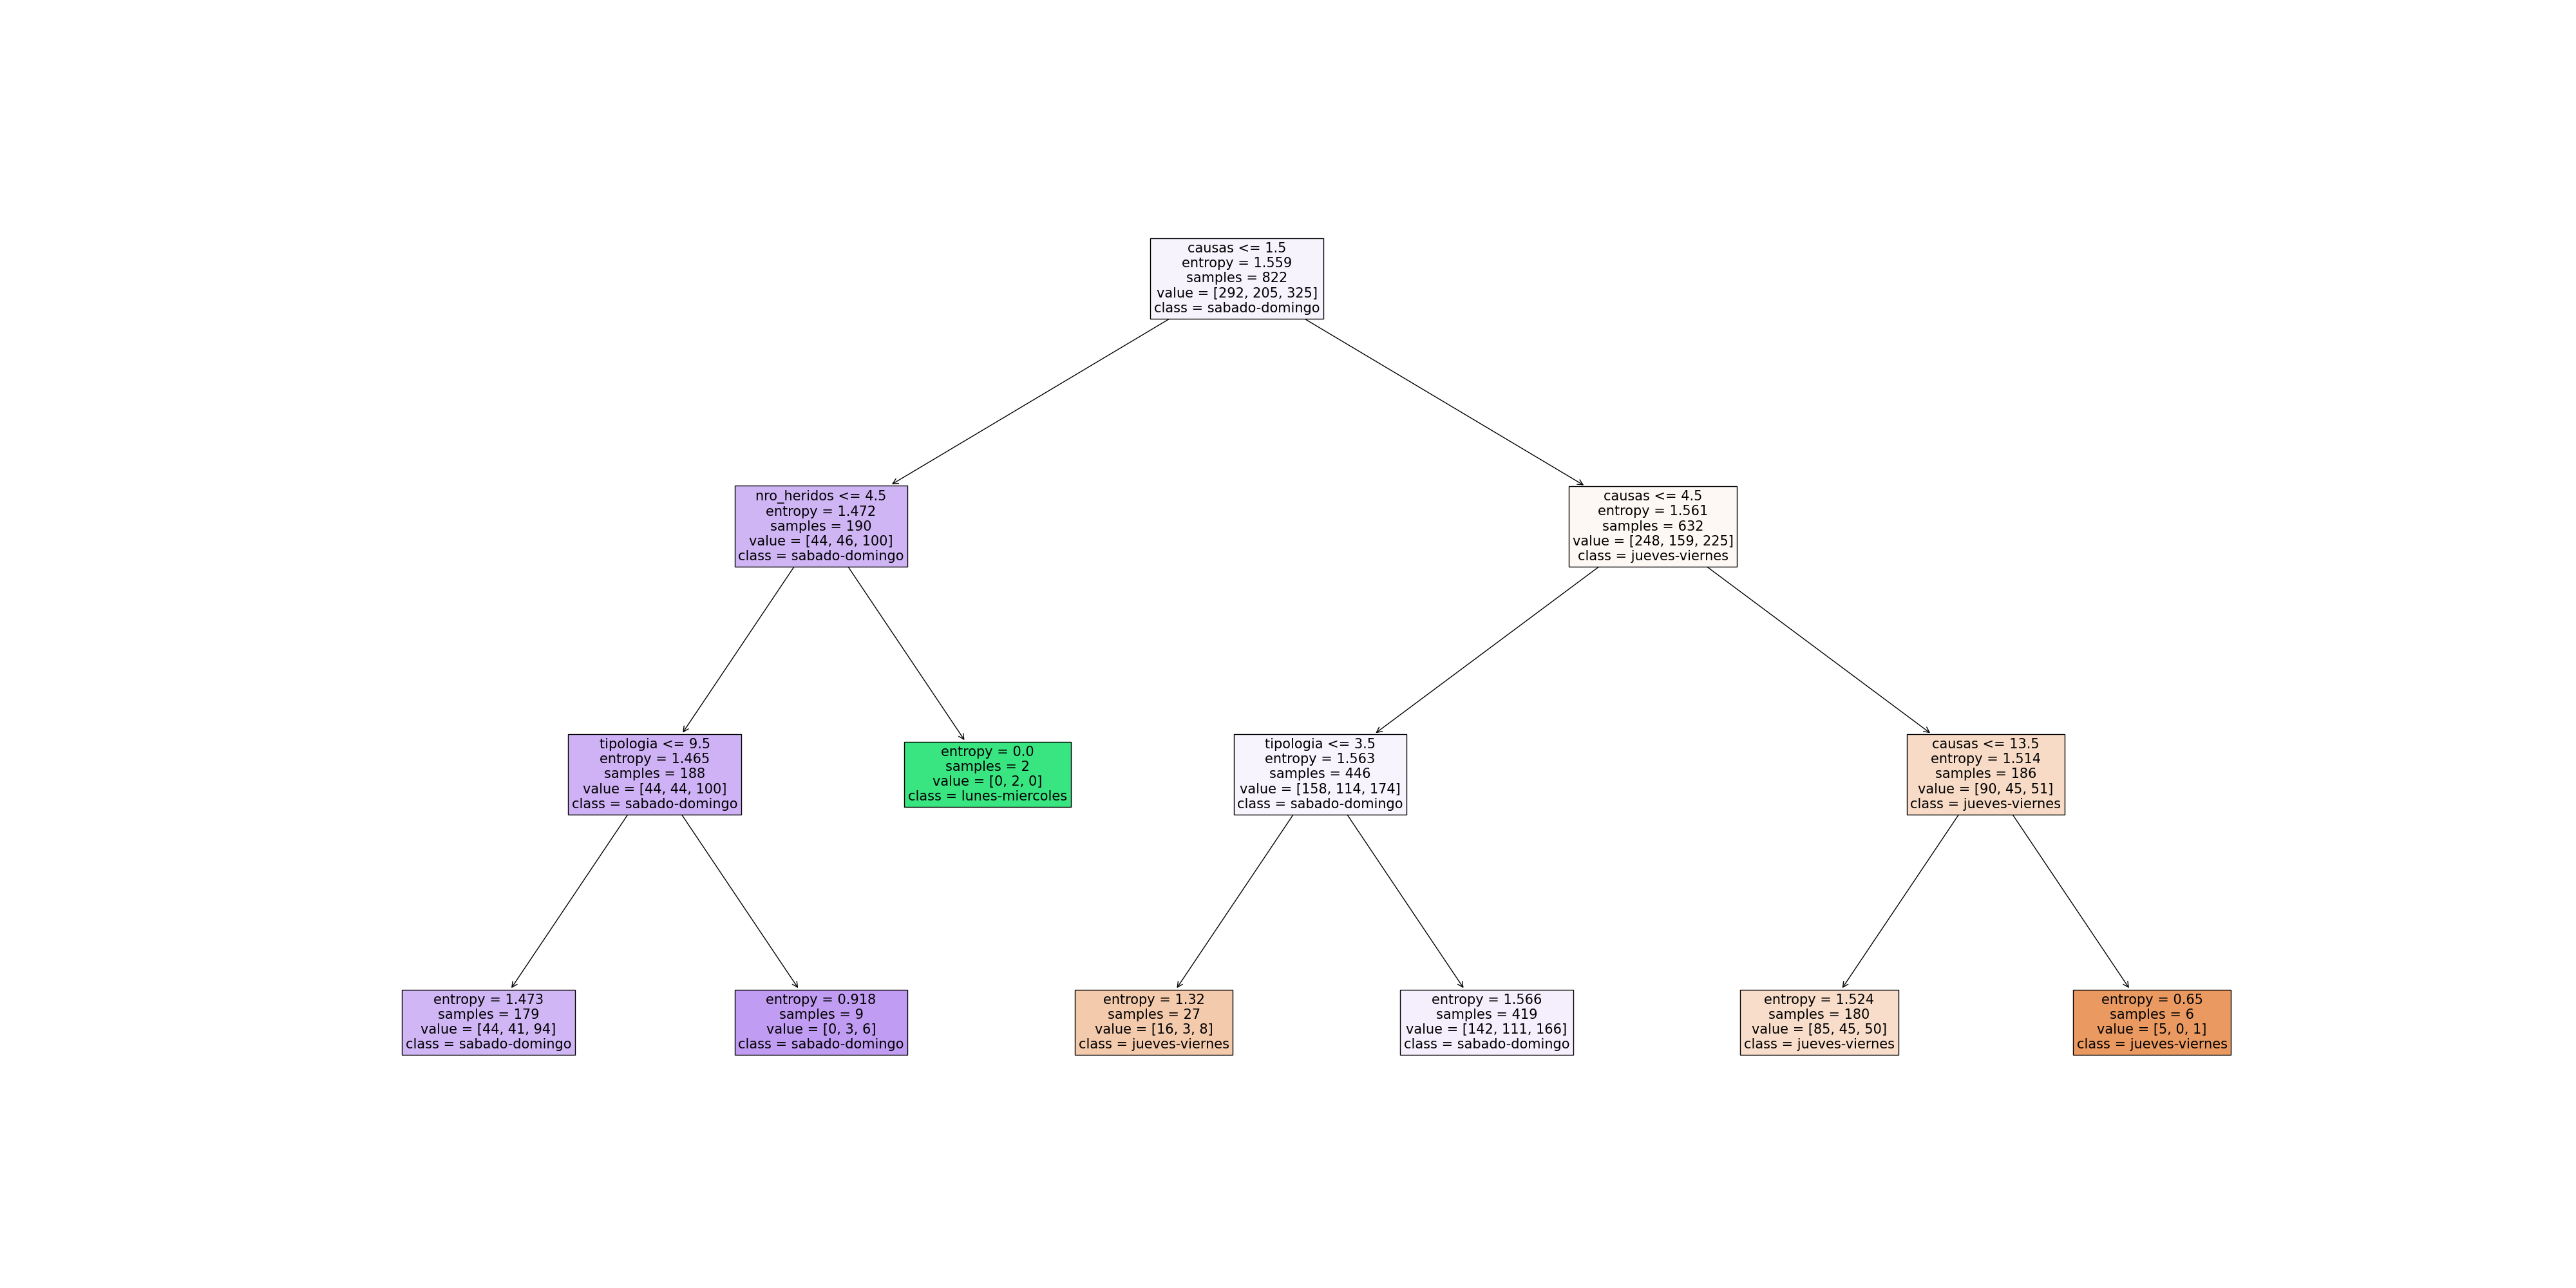 causas <= 1.5
entropy = 1.559
samples = 822
value = [292, 205, 325]
class = sabado-domingo
nro_heridos <= 4.5
entropy = 1.472
samples = 190
value = [44, 46, 100]
class = sabado-domingo
causas <= 4.5
entropy = 1.561
samples = 632
value = [248, 159, 225]
class = jueves-viernes
tipologia <= 9.5
entropy = 1.465
samples = 188
value = [44, 44, 100]
class = sabado-domingo
entropy = 0.0
samples = 2
value = [0, 2, 0]
class = lunes-miercoles
tipologia <= 3.5
entropy = 1.563
samples = 446
value = [158, 114, 174]
class = sabado-domingo
causas <= 13.5
entropy = 1.514
samples = 186
value = [90, 45, 51]
class = jueves-viernes
entropy = 1.473
samples = 179
value = [44, 41, 94]
class = sabado-domingo
entropy = 0.918
samples = 9
value = [0, 3, 6]
class = sabado-domingo
entropy = 1.32
samples = 27
value = [16, 3, 8]
class = jueves-viernes
entropy = 1.566
samples = 419
value = [142, 111, 166]
class = sabado-domingo
entropy = 1.524
samples = 180
value = [85, 45, 50]
class = jueves-viernes
entropy = 0.65
samples = 6
value = [5, 0, 1]
class = jueves-viernes